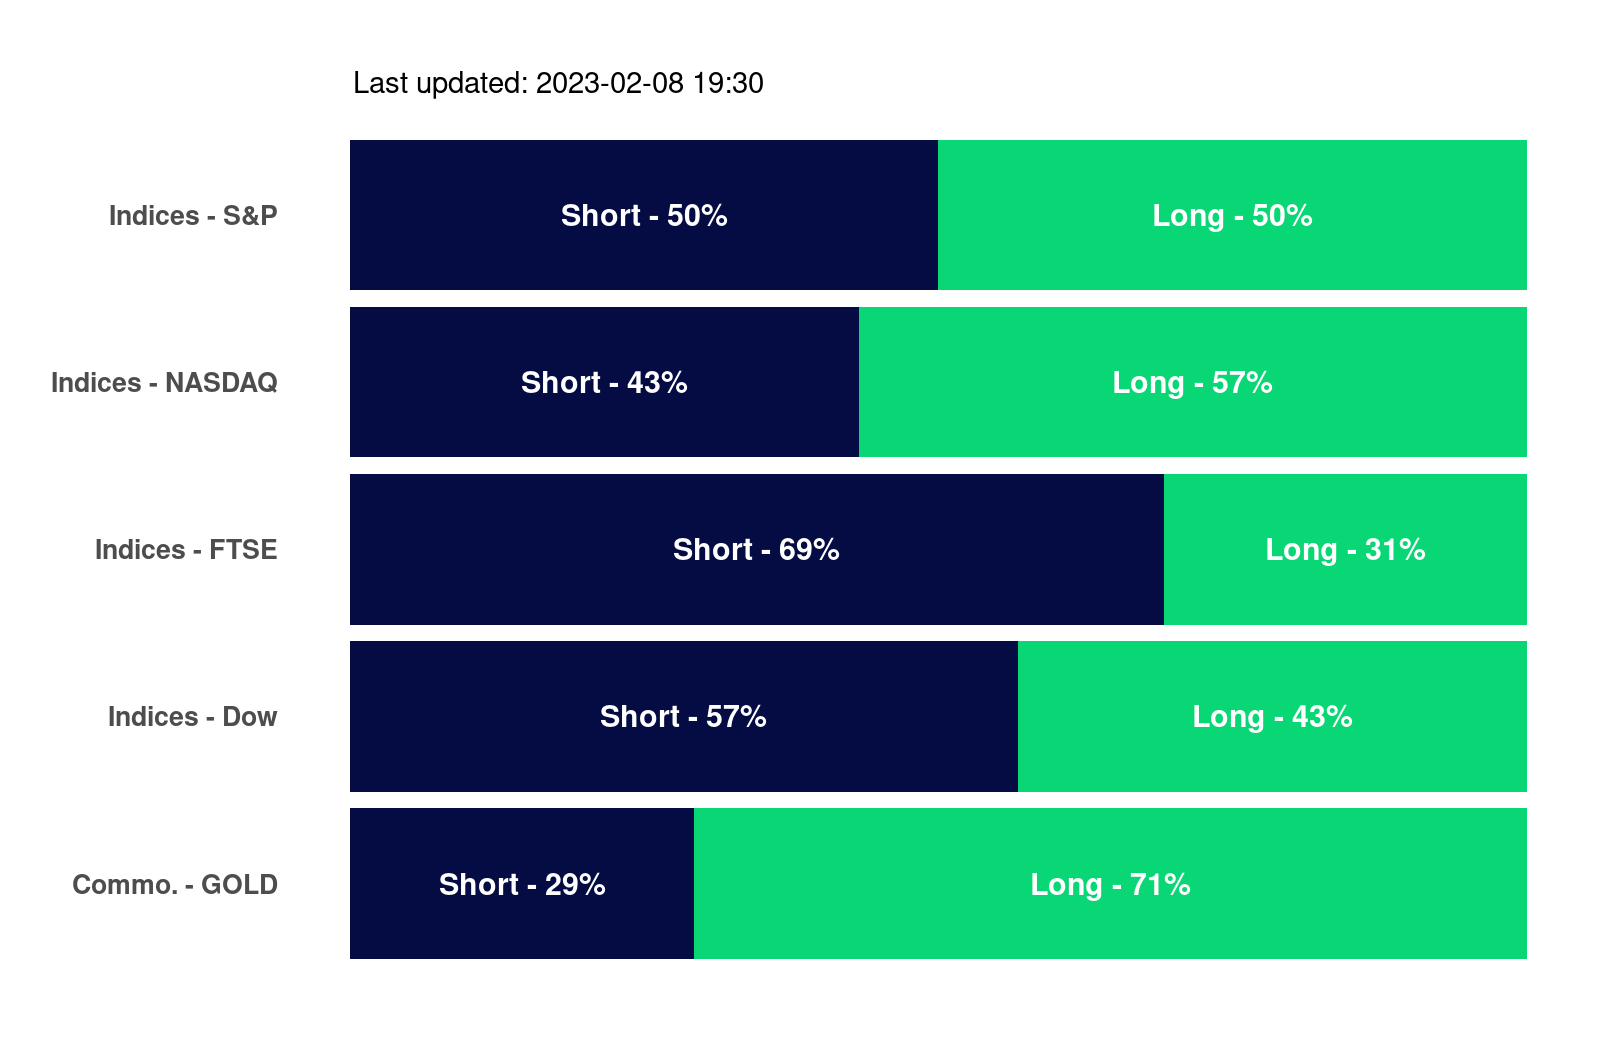 Last updated: 2023-02-08 19:30
Indices - S&P Short - 50% Long - 50%
Indices - NASDAQ Short - 43% Long - 57%
Indices - FTSE Short - 69% Long - 31%
Indices - Dow Short - 57% Long - 43%
Commo. - GOLD Short - 29% Long - 71%